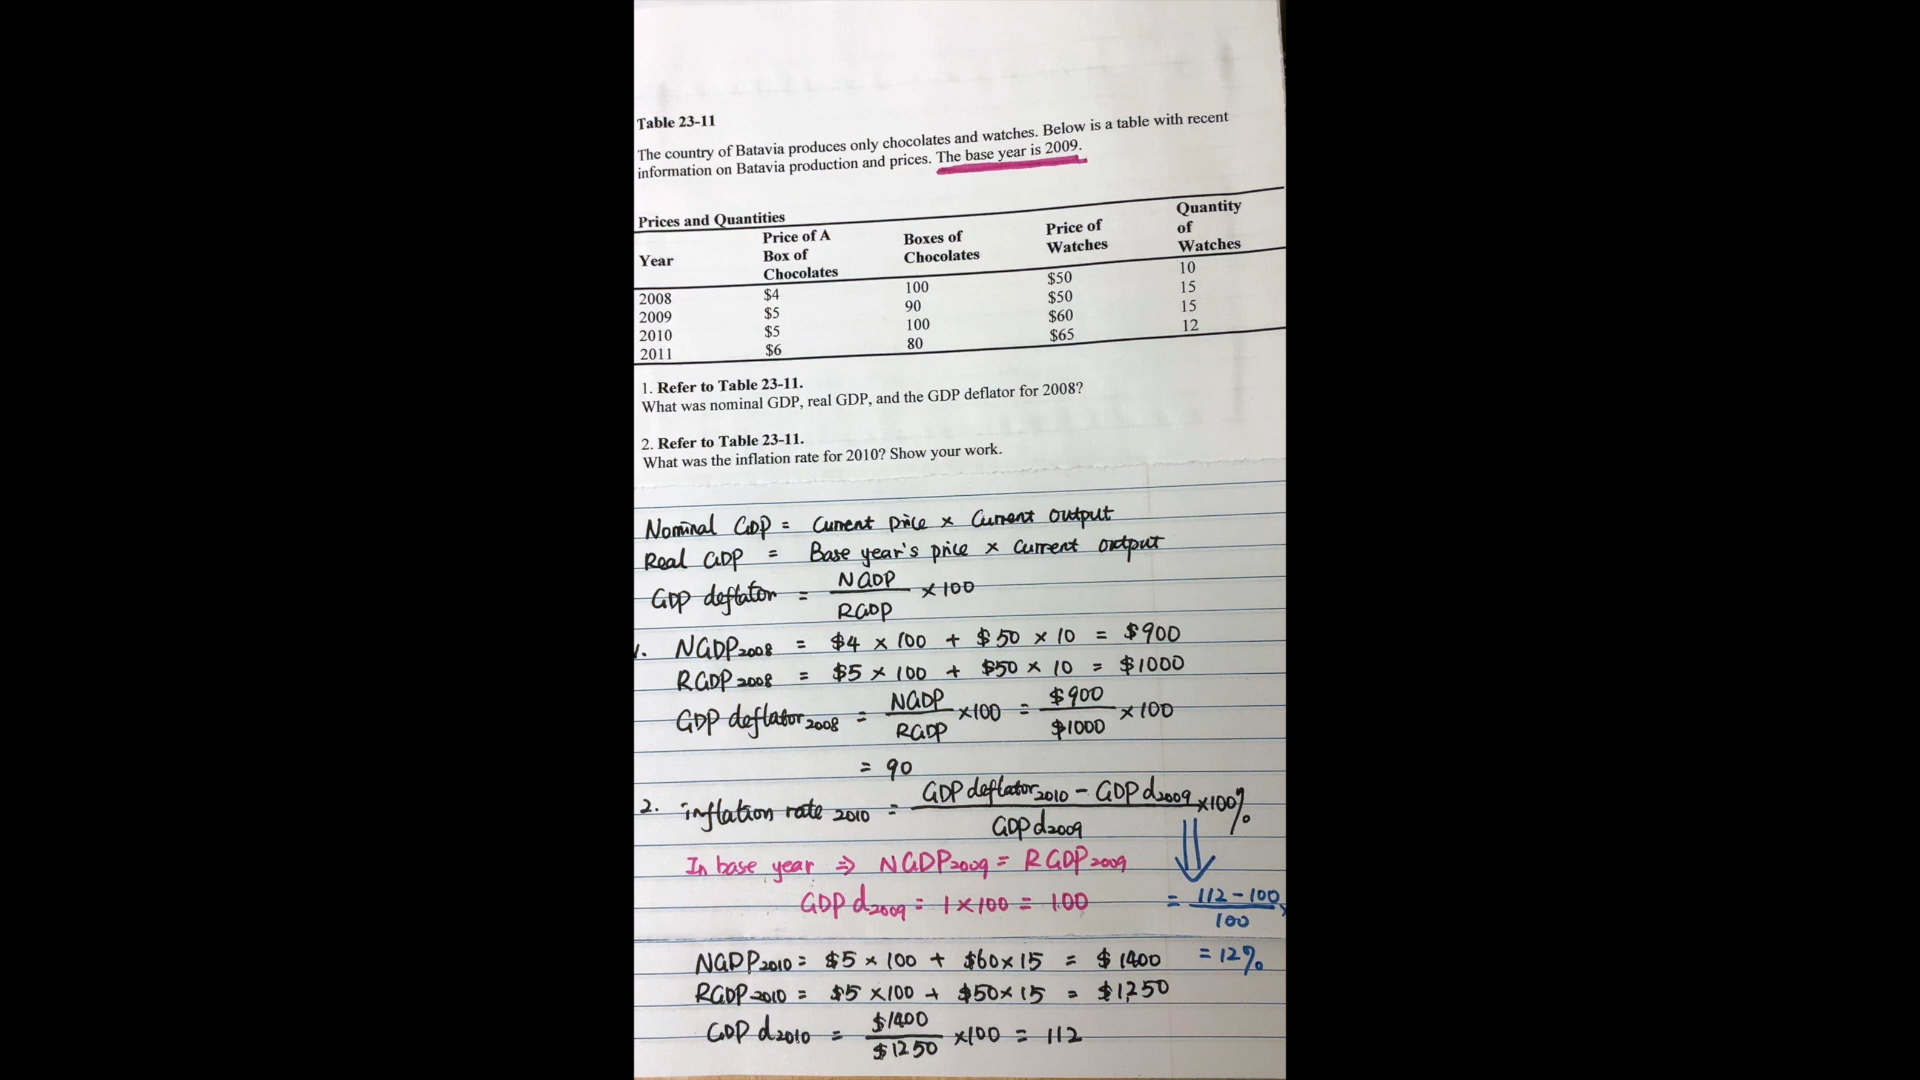 Table 23-11
The country of Batavia produces only chocolates and watches. Below is a table with recent
information on Batavia production and prices. The base year is 2009.
Prices and Quantities
Year Price of A Box of Chocolates Boxes of Chocolates Price of Watches Quantity of Watches
2008 $4 100 $50 10
2009 $5 90 $50 15
2010 $5 100 $60 15
2011 $6 80 $65 12
1. Refer to Table 23-11.
What was nominal GDP, real GDP, and the GDP deflator for 2008?
2. Refer to Table 23-11.
What was the inflation rate for 2010? Show your work.
Nominal GDP = Current price × Current output
Real GDP = Base year's price × Current output
GDP deflator = NGDP / RGDP × 100
1. NGDP2008 = $4 × 100 + $50 × 10 = $900
RGDP2008 = $5 × 100 + $50 × 10 = $1000
GDP deflator2008 = NGDP / RGDP × 100 = $900 / $1000 × 100
= 90
2. inflation rate 2010 = GDP deflator2010 - GDP d2009 / GDP d2009 × 100%
In base year ⇒ NGDP2009 = RGDP2009
GDP d2009 = 1 × 100 = 100
= 112 - 100 / 100
= 12%
NGDP2010 = $5 × 100 + $60 × 15 = $1400
RGDP2010 = $5 × 100 + $50 × 15 = $1250
GDP d2010 = $1400 / $1250 × 100 = 112